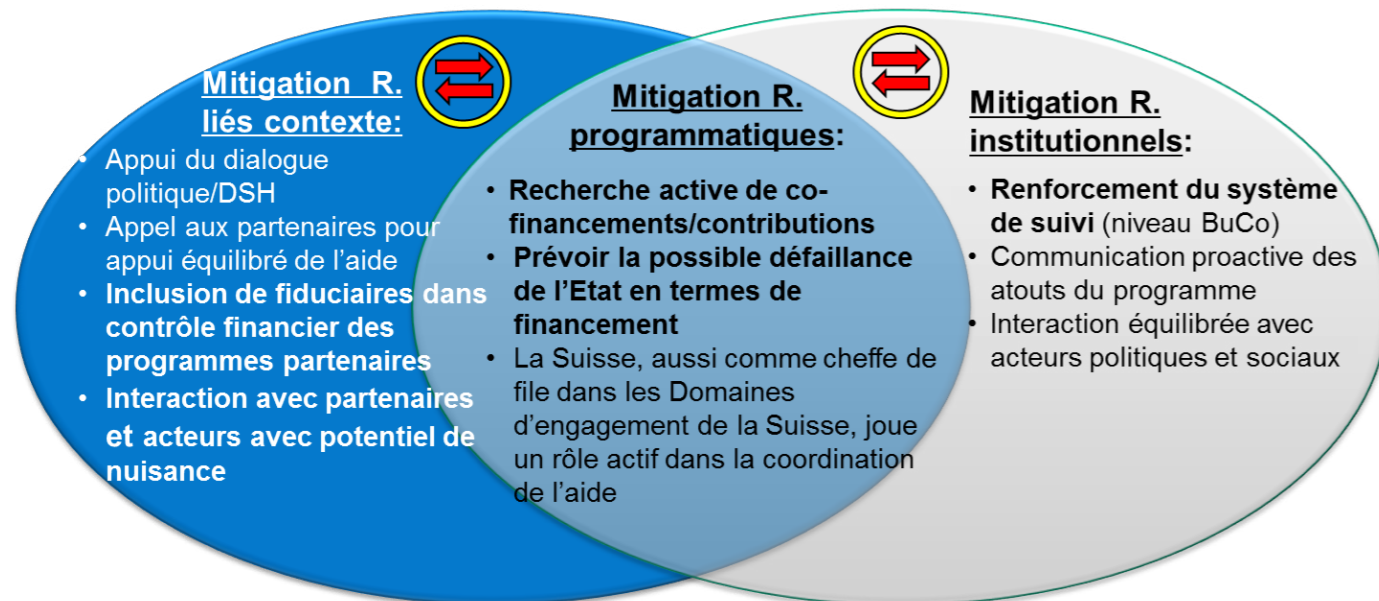 Mitigation R.
liés contexte:
• Appui du dialogue
politique/DSH
• Appel aux partenaires pour
appui équilibré de l’aide
• Inclusion de fiduciaires dans
contrôle financier des
programmes partenaires
• Interaction avec partenaires
et acteurs avec potentiel de
nuisance
Mitigation R.
programmatiques:
• Recherche active de co-
financements/contributions
• Prévoir la possible défaillance
de l’Etat en termes de
financement
• La Suisse, aussi comme cheffe de
file dans les Domaines
d’engagement de la Suisse, joue
un rôle actif dans la coordination
de l’aide
Mitigation R.
institutionnels:
• Renforcement du système
de suivi (niveau BuCo)
• Communication proactive des
atouts du programme
• Interaction équilibrée avec
acteurs politiques et sociaux